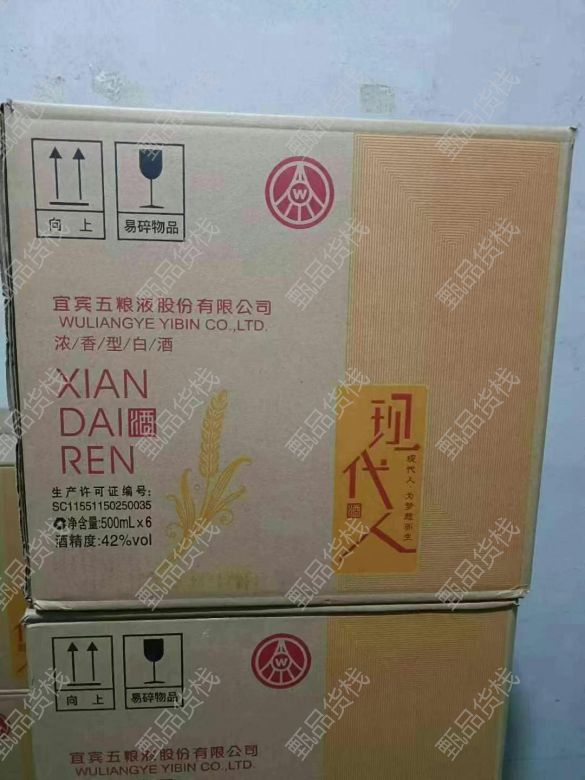 向 上
易碎物品
W
宜宾五粮液股份有限公司
WULIANGYE YIBIN CO.,LTD.
浓/香/型/白/酒
XIAN
DAI 酒
REN
生产许可证编号:
SC11551150250035
净含量:500mL×6
酒精度:42%vol
现代人
酒
现代人 为梦想而生
向 上
易碎物品
W
宜宾五粮液股份有限公司
WULIANGYE YIBIN CO.,LTD.
甄品货栈